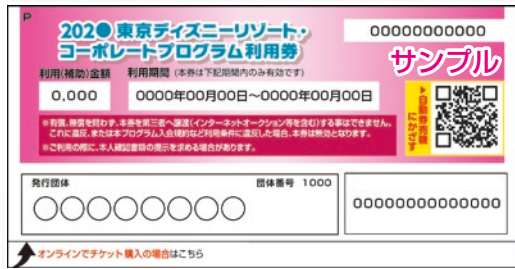 P
202● 東京ディズニーリゾート・
コーポレートプログラム利用券
00000000000
サンプル
利用(補助)金額
利用期間 (本券は下記期間内のみ有効です)
0,000
0000年00月00日〜0000年00月00日
▶自動券売機
にかざす
※有償、無償を問わず、本券を第三者へ譲渡(インターネットオークション等を含む)する事はできません。
これに違反、または本プログラム入会規約など利用条件に違反した場合、本券は無効となります。
※ご利用の際に、本人確認書類の提示を求める場合があります。
発行団体
団体番号 1000
〇〇〇〇〇〇〇〇
00000000000000
オンラインでチケット購入の場合はこちら